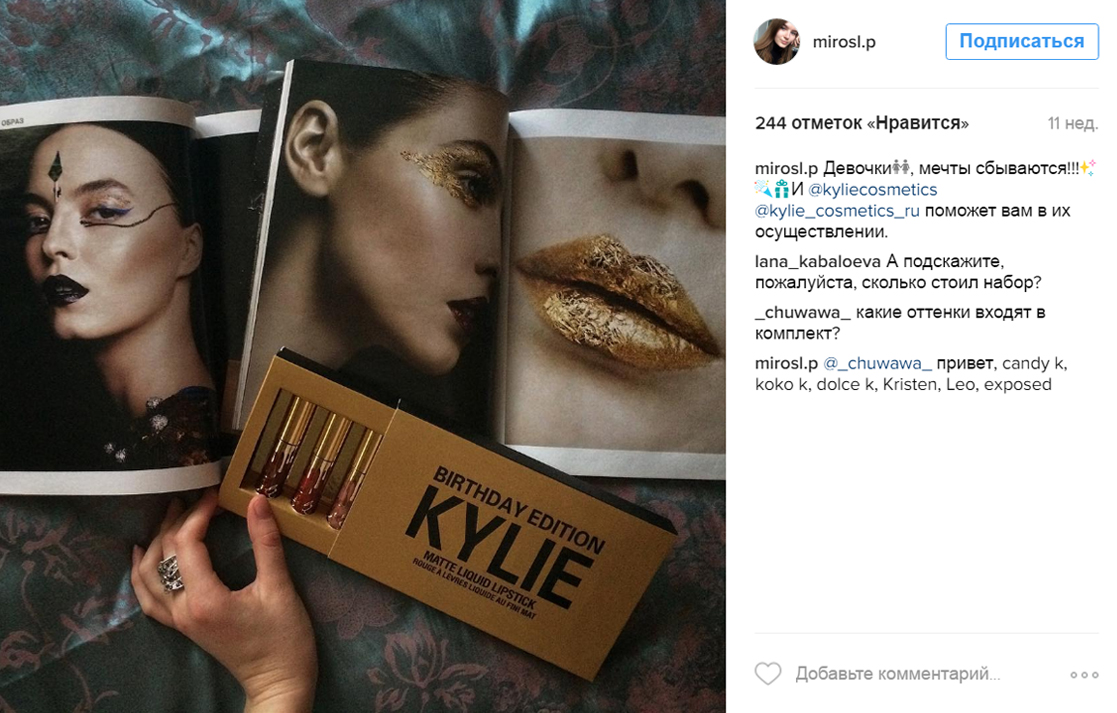 ОБРАЗ
BIRTHDAY EDITION
KYLIE
MATTE LIQUID LIPSTICK
ROUGE À LÈVRES LIQUIDE AU FINI MAT
mirosl.p
Подписаться
244 отметок «Нравится»
11 нед.
mirosl.p Девочки👭, мечты сбываются!!!✨
🎉🎁И @kyliecosmetics
@kylie_cosmetics_ru поможет вам в их
осуществлении.
lana_kabaloeva А подскажите,
пожалуйста, сколько стоил набор?
_chuwawa_ какие оттенки входят в
комплект?
mirosl.p @_chuwawa_ привет, candy k,
koko k, dolce k, Kristen, Leo, exposed
Добавьте комментарий...